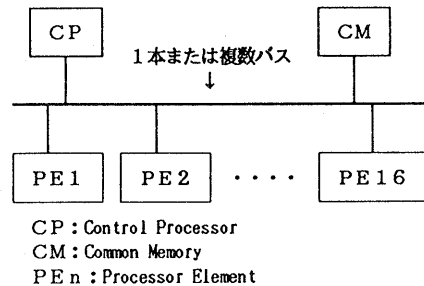 CP
CM
1本または複数バス
↓
PE1
PE2
････
PE16
CP:Control Processor
CM:Common Memory
PEn:Processor Element